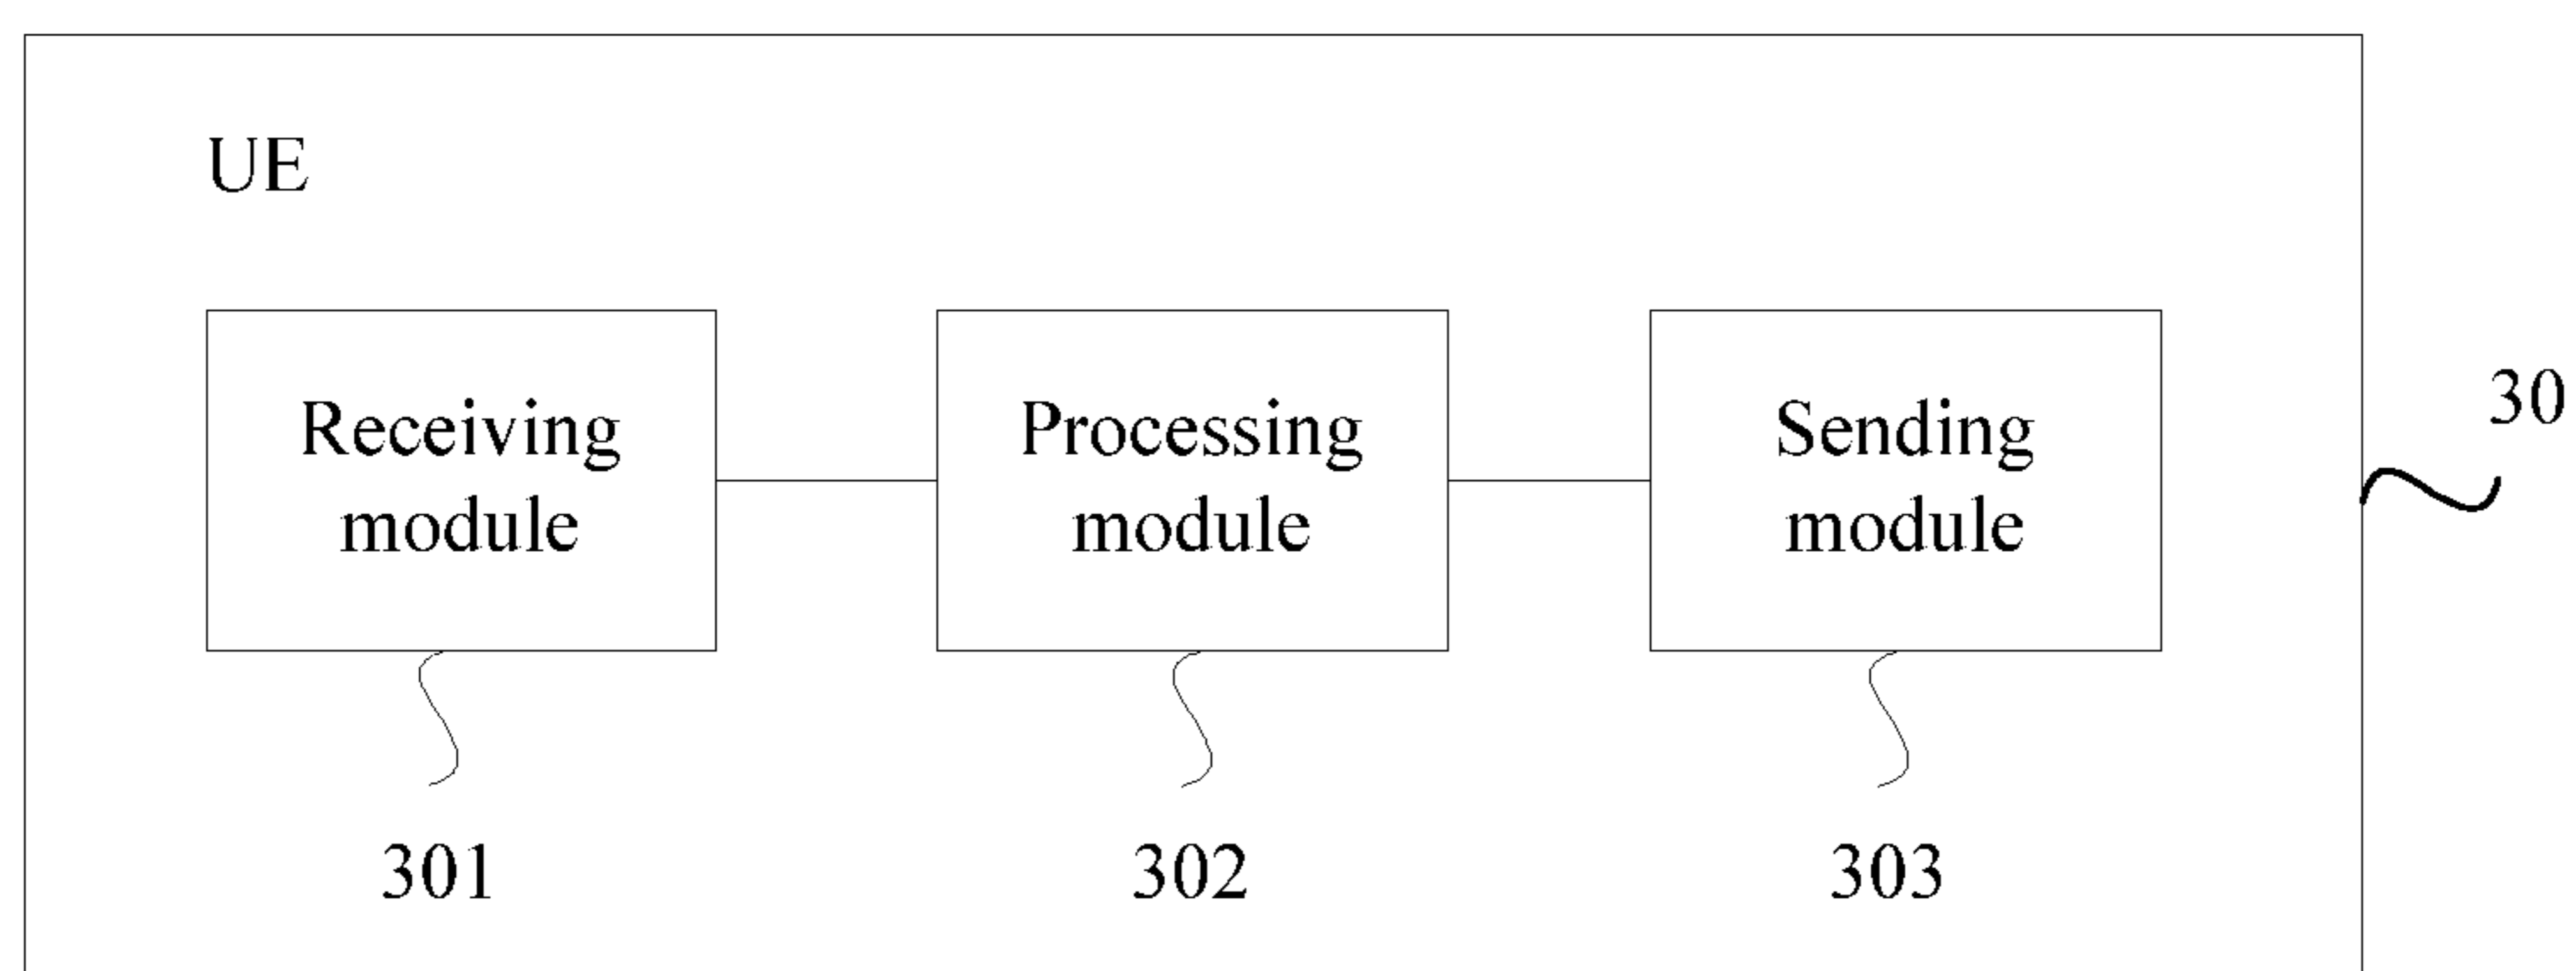 UE
Receiving
module
Processing
module
Sending
module
30
301
302
303